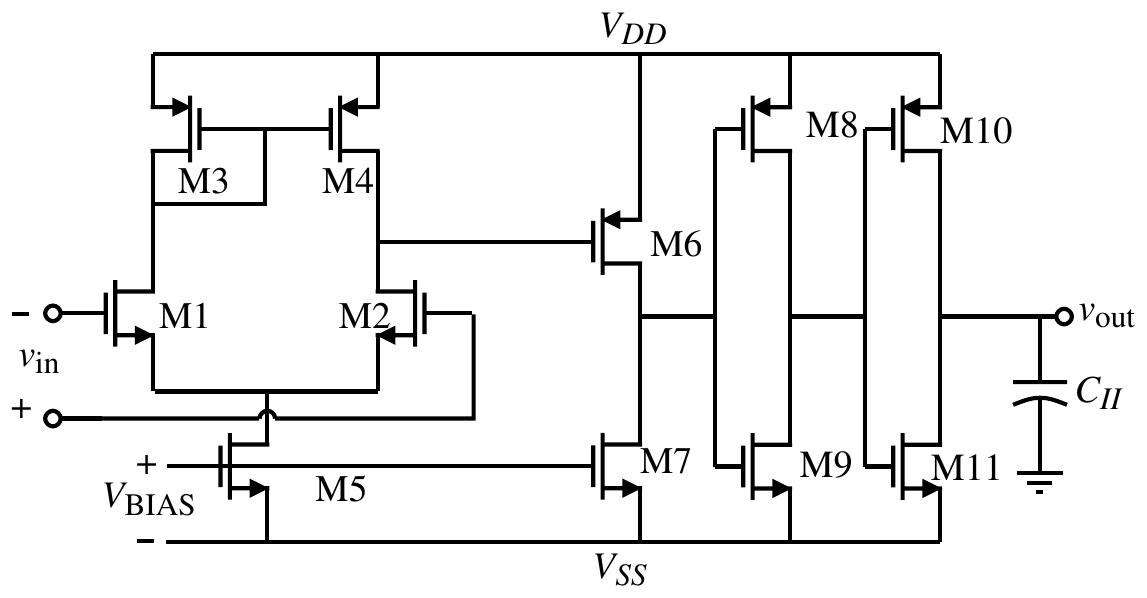 V_DD
M3
M4
M8
M10
M6
M1
M2
−
v_in
+
v_out
C_II
+
V_BIAS
−
M5
M7
M9
M11
V_SS